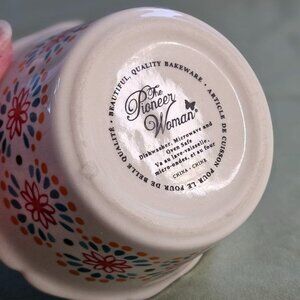 BEAUTIFUL, QUALITY BAKEWARE •
ARTICLE DE CUISSON POUR LE FOUR DE BELLE QUALITÉ •
The
Pioneer
Woman
Dishwasher, Microwave and
Oven Safe
Va au lave-vaisselle,
micro-ondes, et au four
CHINA • CHINE